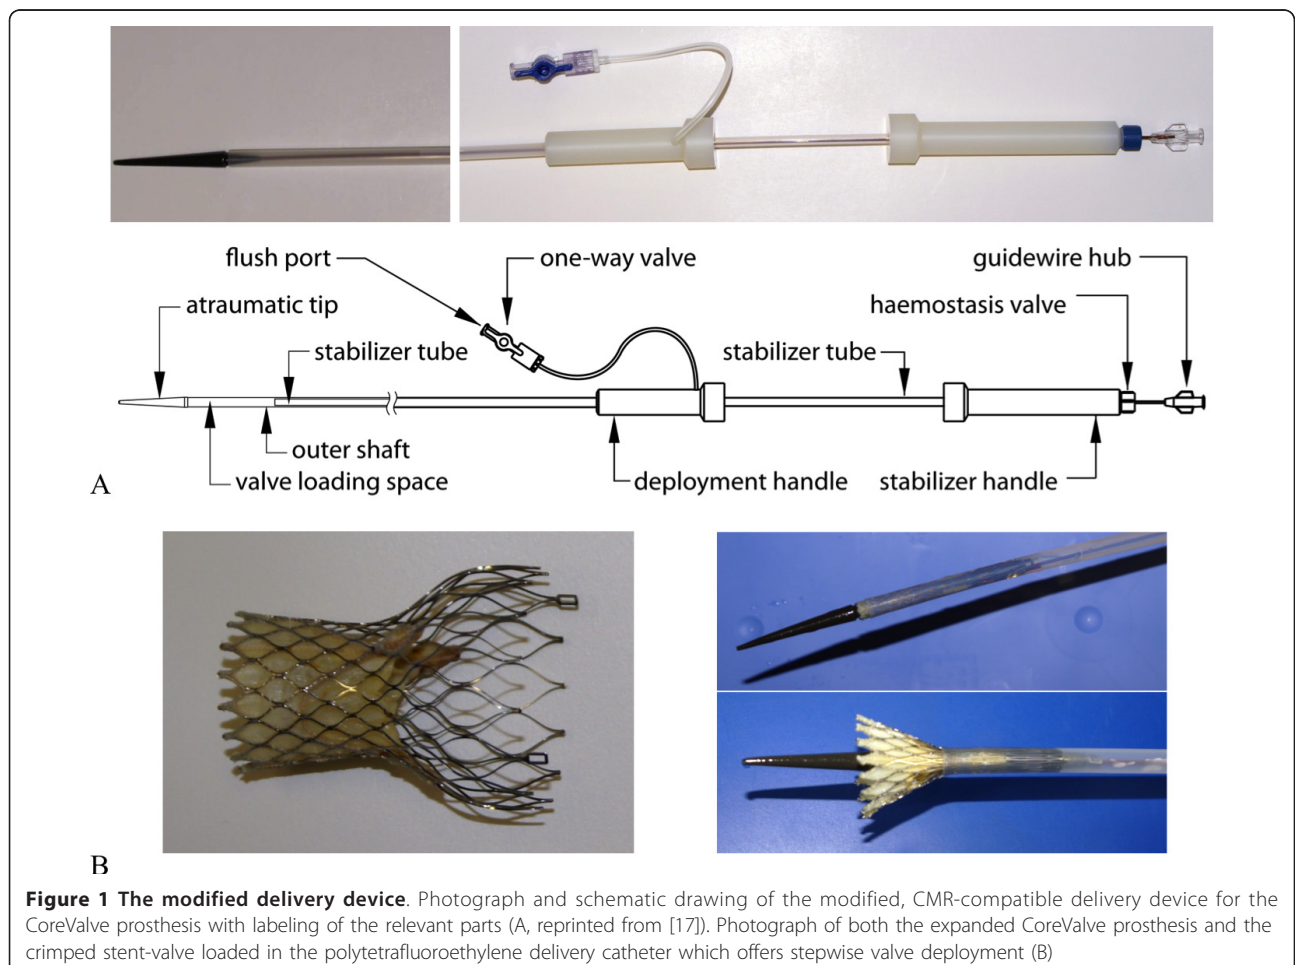 flush port
one-way valve
guidewire hub
atraumatic tip
haemostasis valve
stabilizer tube
stabilizer tube
outer shaft
valve loading space
deployment handle
stabilizer handle
A
B
Figure 1 The modified delivery device. Photograph and schematic drawing of the modified, CMR-compatible delivery device for the
CoreValve prosthesis with labeling of the relevant parts (A, reprinted from [17]). Photograph of both the expanded CoreValve prosthesis and the
crimped stent-valve loaded in the polytetrafluoroethylene delivery catheter which offers stepwise valve deployment (B)